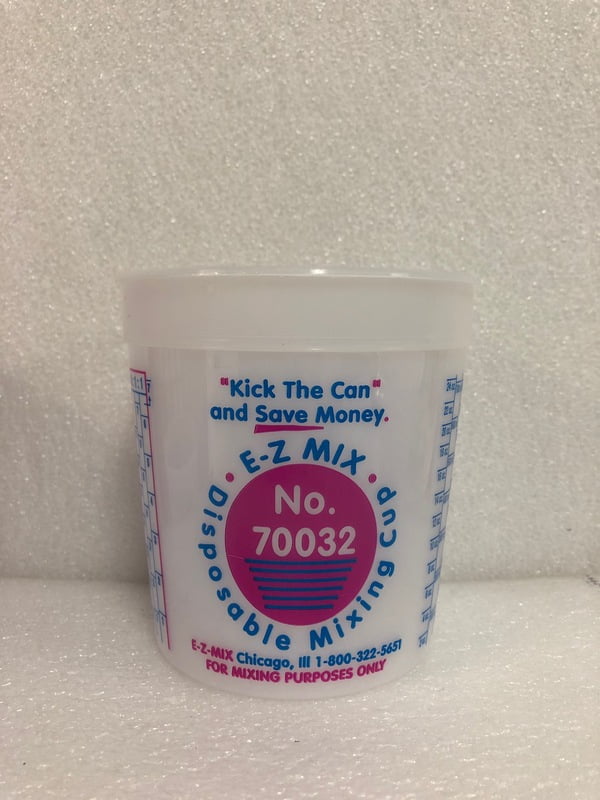 "Kick The Can"
and Save Money.
• E-Z MIX •
Disposable Mixing Cup
No.
70032
E-Z-MIX Chicago, Ill 1-800-322-5651
FOR MIXING PURPOSES ONLY